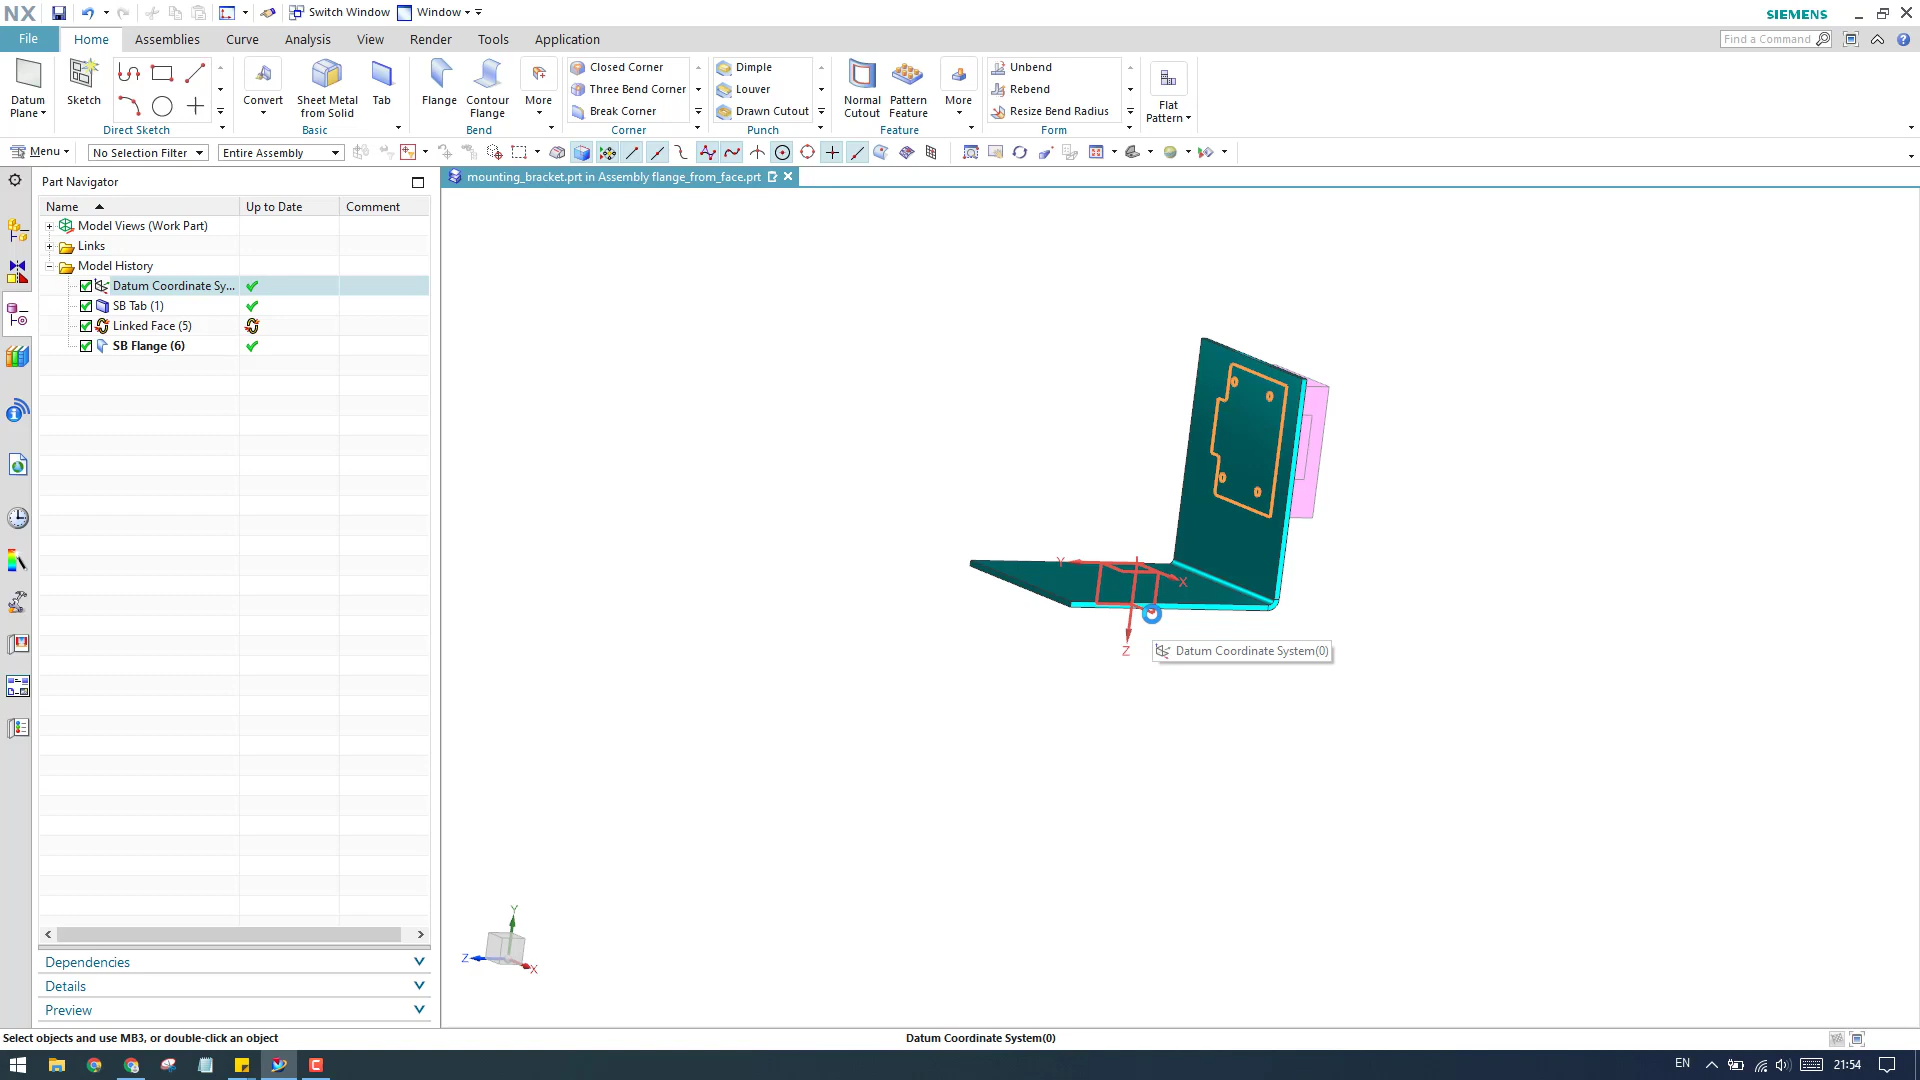 NX Switch Window Window SIEMENS
File Home Assemblies Curve Analysis View Render Tools Application Find a Command
Closed Corner Dimple Unbend
Three Bend Corner Louver Rebend
Break Corner Drawn Cutout Resize Bend Radius
Datum Plane Sketch Convert Sheet Metal from Solid Tab Flange Contour Flange More Normal Cutout Pattern Feature More Flat Pattern
Direct Sketch Basic Bend Corner Punch Feature Form
Menu No Selection Filter Entire Assembly
Part Navigator mounting_bracket.prt in Assembly flange_from_face.prt
Name Up to Date Comment
Model Views (Work Part)
Links
Model History
Datum Coordinate Sy...
SB Tab (1)
Linked Face (5)
SB Flange (6)
Y X
Z Datum Coordinate System(0)
Y
Z X
Dependencies
Details
Preview
Select objects and use MB3, or double-click an object Datum Coordinate System(0)
EN 21:54